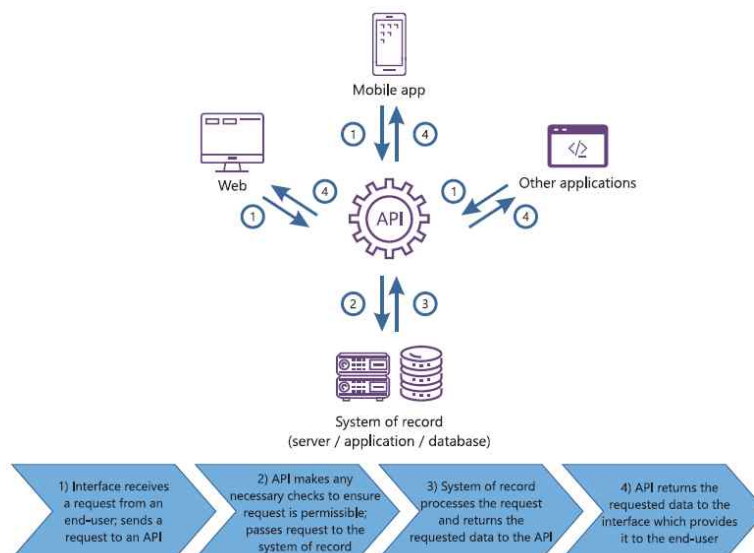 Mobile app
1
4
</>
Web
4
1
Other applications
1
4
API
2
3
System of record
(server / application / database)
1) Interface receives
a request from an
end-user; sends a
request to an API
2) API makes any
necessary checks to ensure
request is permissible;
passes request to the
system of record
3) System of record
processes the request
and returns the
requested data to the API
4) API returns the
requested data to the
interface which provides
it to the end-user